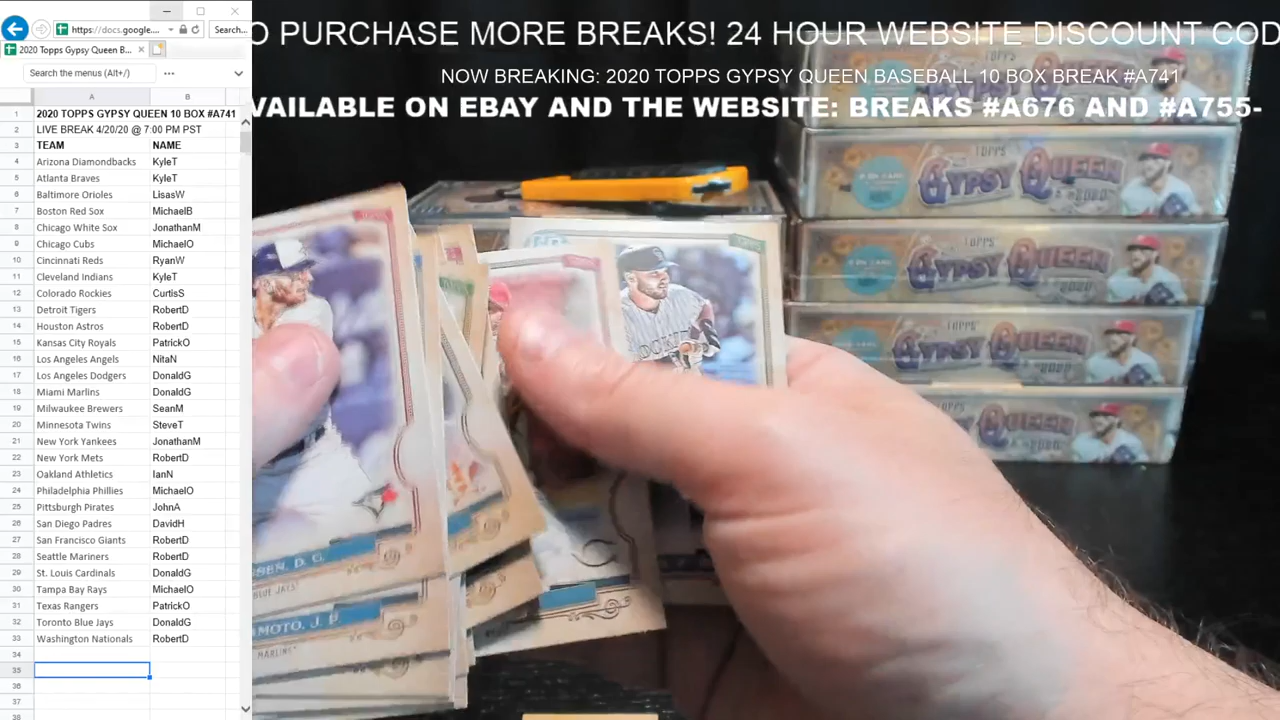 https://docs.google....
Search...
2020 Topps Gypsy Queen B...
Search the menus (Alt+/)
A B
1 2020 TOPPS GYPSY QUEEN 10 BOX #A741
2 LIVE BREAK 4/20/20 @ 7:00 PM PST
3 TEAM NAME
4 Arizona Diamondbacks KyleT
5 Atlanta Braves KyleT
6 Baltimore Orioles LisasW
7 Boston Red Sox MichaelB
8 Chicago White Sox JonathanM
9 Chicago Cubs MichaelO
10 Cincinnati Reds RyanW
11 Cleveland Indians KyleT
12 Colorado Rockies CurtisS
13 Detroit Tigers RobertD
14 Houston Astros RobertD
15 Kansas City Royals PatrickO
16 Los Angeles Angels NitaN
17 Los Angeles Dodgers DonaldG
18 Miami Marlins DonaldG
19 Milwaukee Brewers SeanM
20 Minnesota Twins SteveT
21 New York Yankees JonathanM
22 New York Mets RobertD
23 Oakland Athletics IanN
24 Philadelphia Phillies MichaelO
25 Pittsburgh Pirates JohnA
26 San Diego Padres DavidH
27 San Francisco Giants RobertD
28 Seattle Mariners RobertD
29 St. Louis Cardinals DonaldG
30 Tampa Bay Rays MichaelO
31 Texas Rangers PatrickO
32 Toronto Blue Jays DonaldG
33 Washington Nationals RobertD
34
35
36
37
38
O PURCHASE MORE BREAKS! 24 HOUR WEBSITE DISCOUNT COD
NOW BREAKING: 2020 TOPPS GYPSY QUEEN BASEBALL 10 BOX BREAK #A741
VAILABLE ON EBAY AND THE WEBSITE: BREAKS #A676 AND #A755-
TOPPS
GYPSY QUEEN
GYPSY QUEEN
GYPSY QUEEN
QUEEN
SEN, D. G.
BLUE JAYS
MOTO, J. P.
MARLINS